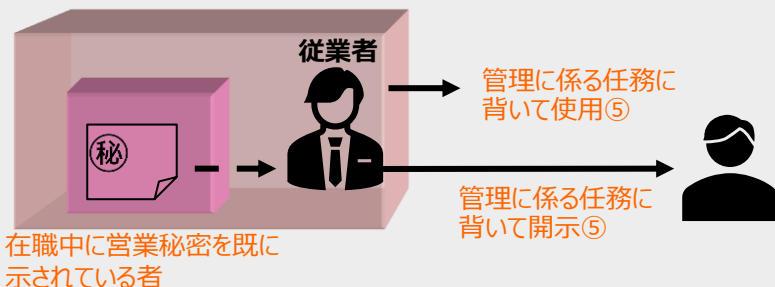 従業者
管理に係る任務に
背いて使用⑤
㊙
管理に係る任務に
背いて開示⑤
在職中に営業秘密を既に
示されている者